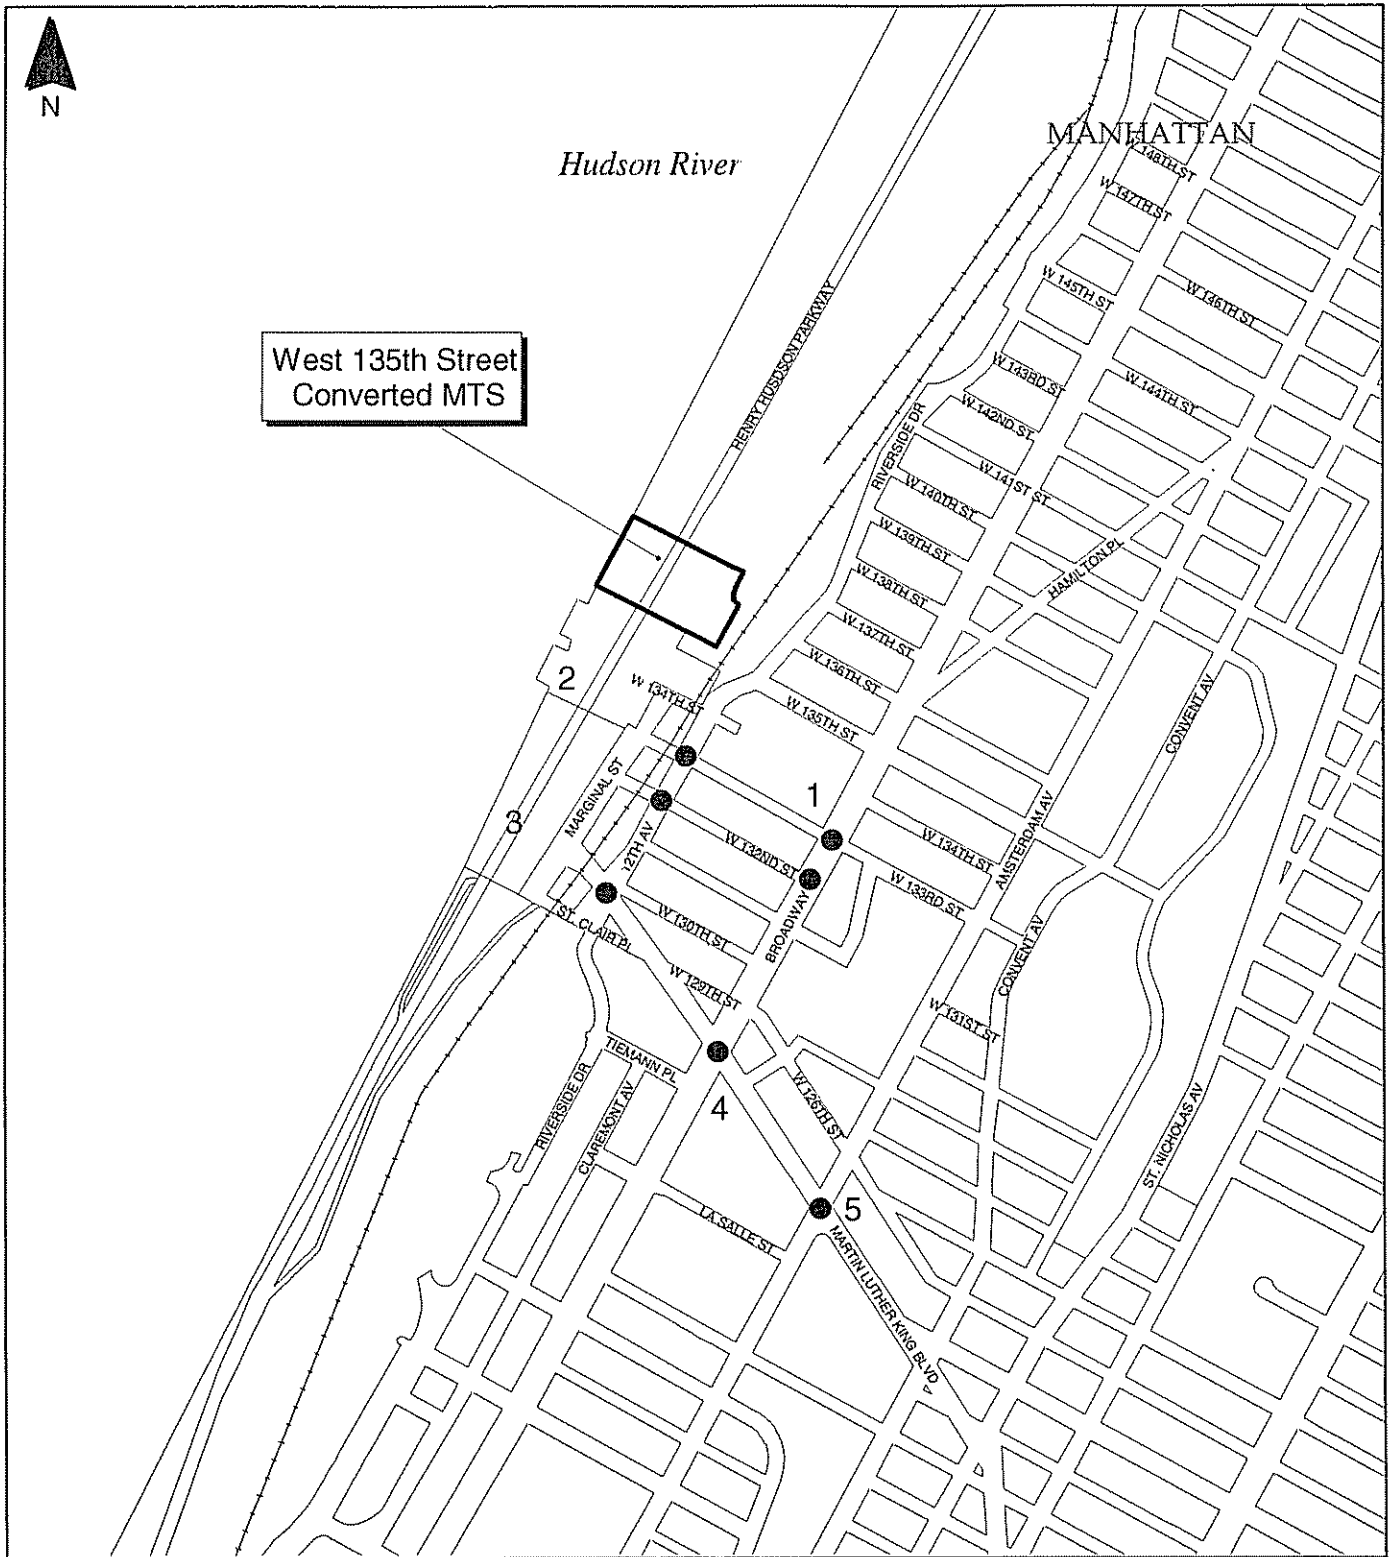 N
MANHATTAN
Hudson River
W 148TH ST
W 147TH ST
W 145TH ST
W 146TH ST
HENRY HUSDSON PARKWAY
West 135th Street
Converted MTS
W 143RD ST
W 144TH ST
W 142ND ST
RIVERSIDE DR
W 141ST ST
W 140TH ST
W 139TH ST
HAMILTON PL
W 138TH ST
W 137TH ST
W 136TH ST
2
W 134TH ST
W 135TH ST
CONVENT AV
MARGINAL ST
1
3
12TH AV
W 132ND ST
W 134TH ST
AMSTERDAM AV
W 133RD ST
BROADWAY
ST. CLAIR PL
W 130TH ST
CONVENT AV
W 129TH ST
W 131ST ST
TIEMANN PL
RIVERSIDE DR
CLAREMONT AV
4
W 126TH ST
ST. NICHOLAS AV
5
LA SALLE ST
MARTIN LUTHER KING BLVD